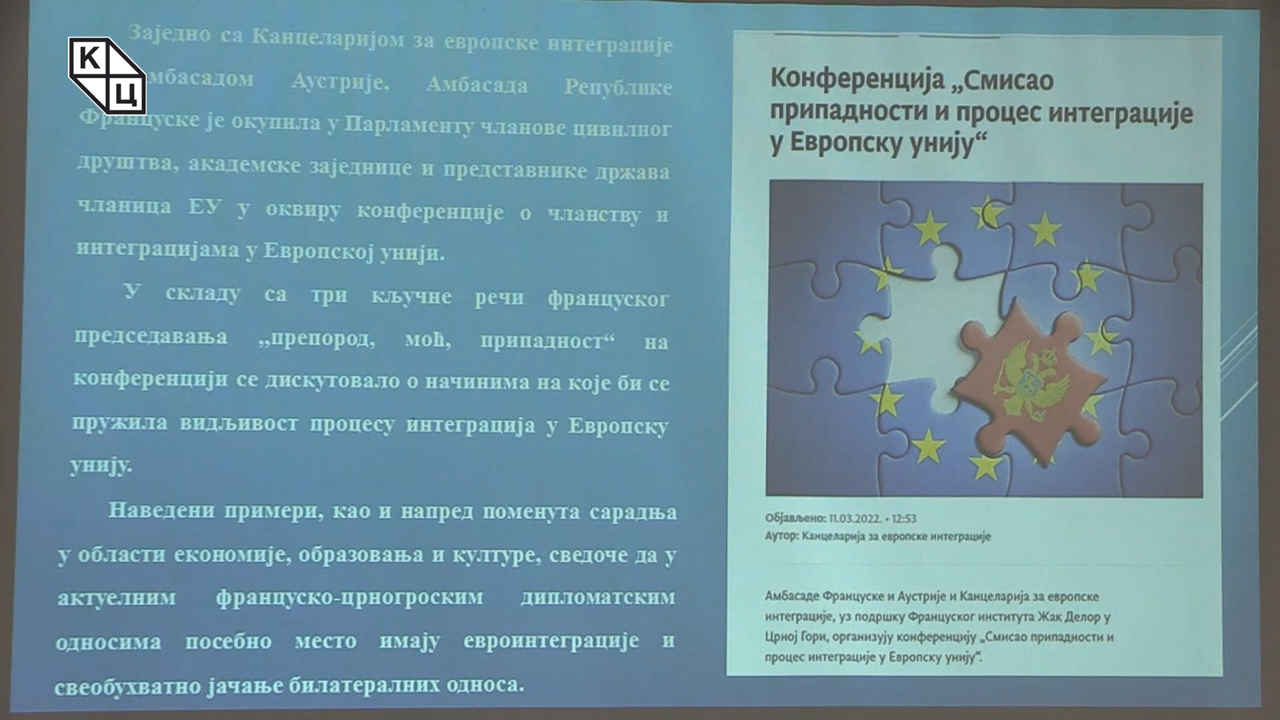 К
Ц
Заједно са Канцеларијом за европске интеграције
Аустрије, Амбасада Републике
Француске је окупила у Парламенту чланове цивилног
друштва, академске заједнице и представнике држава
чланица ЕУ у оквиру конференције о чланству и
интеграцијама у Европској унији.
У складу са три кључне речи француског
председавања „препород, моћ, припадност“ на
конференцији се дискутовало о начинима на које би се
пружила видљивост процесу интеграција у Европску
унију.
Наведени примери, као и напред поменута сарадња
у области економије, образовања и културе, сведоче да у
актуелним француско-црногроским дипломатским
односима посебно место имају евроинтеграције и
свеобухватно јачање билатералних односа.
Конференција „Смисао
припадности и процес интеграције
у Европску унију“
Објављено: 11.03.2022. • 12:53
Аутор: Канцеларија за европске интеграције
Амбасаде Француске и Аустрије и Канцеларија за европске
интеграције, уз подршку Француског института Жак Делор у
Црној Гори, организују конференцију „Смисао припадности и
процес интеграције у Европску унију“.